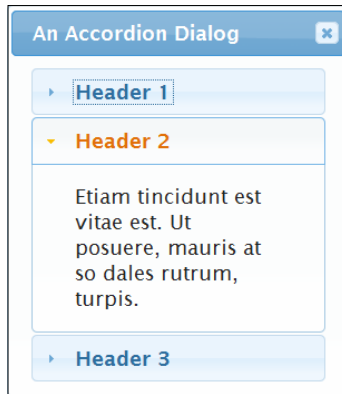 An Accordion Dialog
Header 1
Header 2
Etiam tincidunt est
vitae est. Ut
posuere, mauris at
so dales rutrum,
turpis.
Header 3